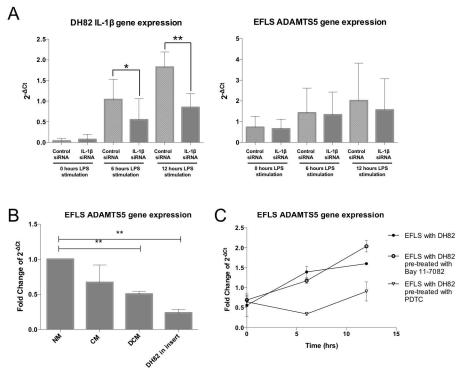 A
DH82 IL-1β gene expression
2-ΔCt
2.5
2.0
1.5
1.0
0.5
0.0
**
*
Control siRNA
IL-1β siRNA
Control siRNA
IL-1β siRNA
Control siRNA
IL-1β siRNA
0 hours LPS stimulation
6 hours LPS stimulation
12 hours LPS stimulation
EFLS ADAMTS5 gene expression
2-ΔCt
5
4
3
2
1
0
Control siRNA
IL-1β siRNA
Control siRNA
IL-1β siRNA
Control siRNA
IL-1β siRNA
0 hours LPS stimulation
6 hours LPS stimulation
12 hours LPS stimulation
B
EFLS ADAMTS5 gene expression
Fold Change of 2-ΔCt
1.5
1.0
0.5
0.0
**
**
NM
CM
DCM
DH82 in insert
C
EFLS ADAMTS5 gene expression
Fold Change of 2-ΔCt
2.5
2.0
1.5
1.0
0.5
0.0
0
5
10
15
Time (hrs)
EFLS with DH82
EFLS with DH82
pre-treated with
Bay 11-7082
EFLS with DH82
pre-treated with
PDTC